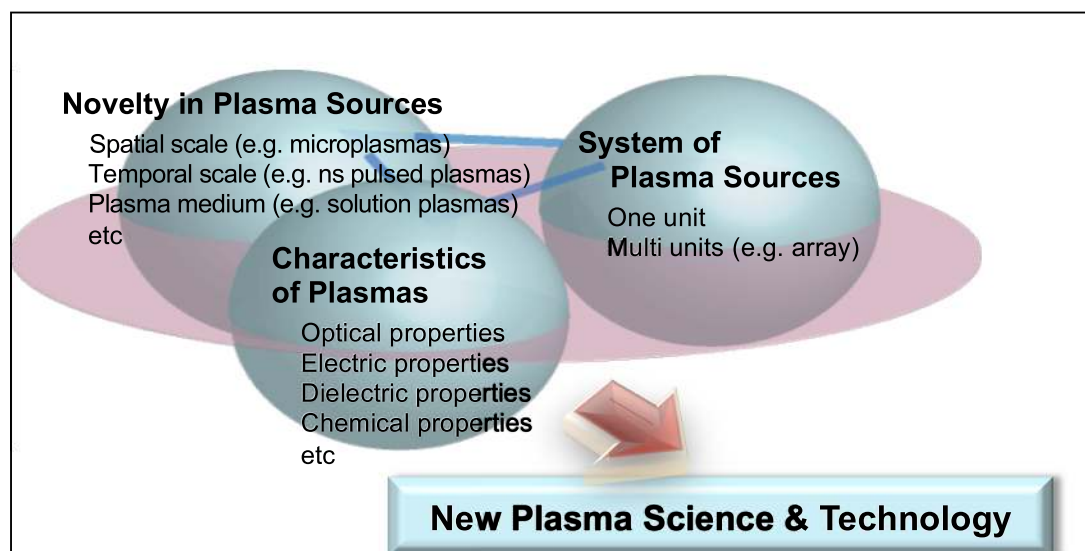 Novelty in Plasma Sources
Spatial scale (e.g. microplasmas)
Temporal scale (e.g. ns pulsed plasmas)
Plasma medium (e.g. solution plasmas)
etc
System of
Plasma Sources
One unit
Multi units (e.g. array)
Characteristics
of Plasmas
Optical properties
Electric properties
Dielectric properties
Chemical properties
etc
New Plasma Science & Technology